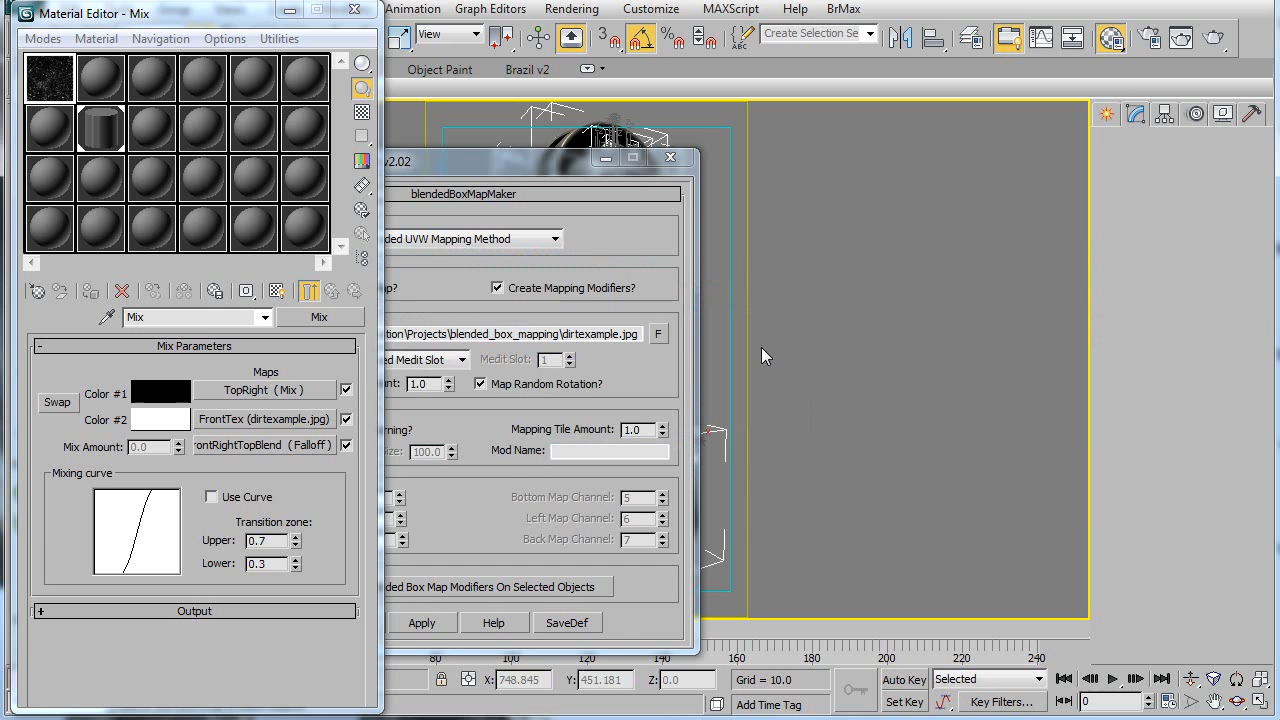 Material Editor - Mix
Modes Material Navigation Options Utilities
Mix
Mix
Mix Parameters
Maps
Color #1
TopRight ( Mix )
Swap
Color #2
FrontTex (dirtexample.jpg)
Mix Amount: 0.0
rontRightTopBlend ( Falloff )
Mixing curve
Use Curve
Transition zone:
Upper: 0.7
Lower: 0.3
Output
Animation Graph Editors Rendering Customize MAXScript Help BrMax
View
3
%
Create Selection Se
Object Paint Brazil v2
v2.02
blendedBoxMapMaker
ded UVW Mapping Method
p?
Create Mapping Modifiers?
tion\Projects\blended_box_mapping\dirtexample.jpg
F
ed Medit Slot
Medit Slot: 1
unt: 1.0
Map Random Rotation?
rning?
Mapping Tile Amount: 1.0
Size: 100.0
Mod Name:
Bottom Map Channel: 5
Left Map Channel: 6
Back Map Channel: 7
ded Box Map Modifiers On Selected Objects
Apply Help SaveDef
80 100 120 140 160 180 200 220 240
X: 748.845 Y: 451.181 Z: 0.0
Grid = 10.0
Add Time Tag
Auto Key
Selected
Set Key
Key Filters...
0